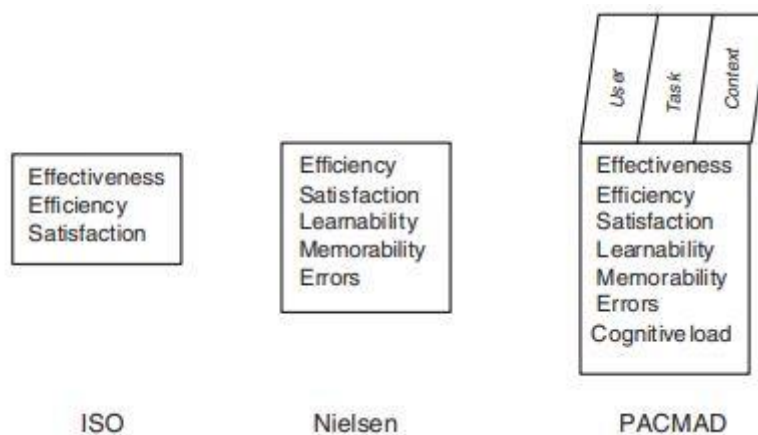 User
Task
Context
Effectiveness
Efficiency
Satisfaction
Efficiency
Satisfaction
Learnability
Memorability
Errors
Effectiveness
Efficiency
Satisfaction
Learnability
Memorability
Errors
Cognitive load
ISO
Nielsen
PACMAD